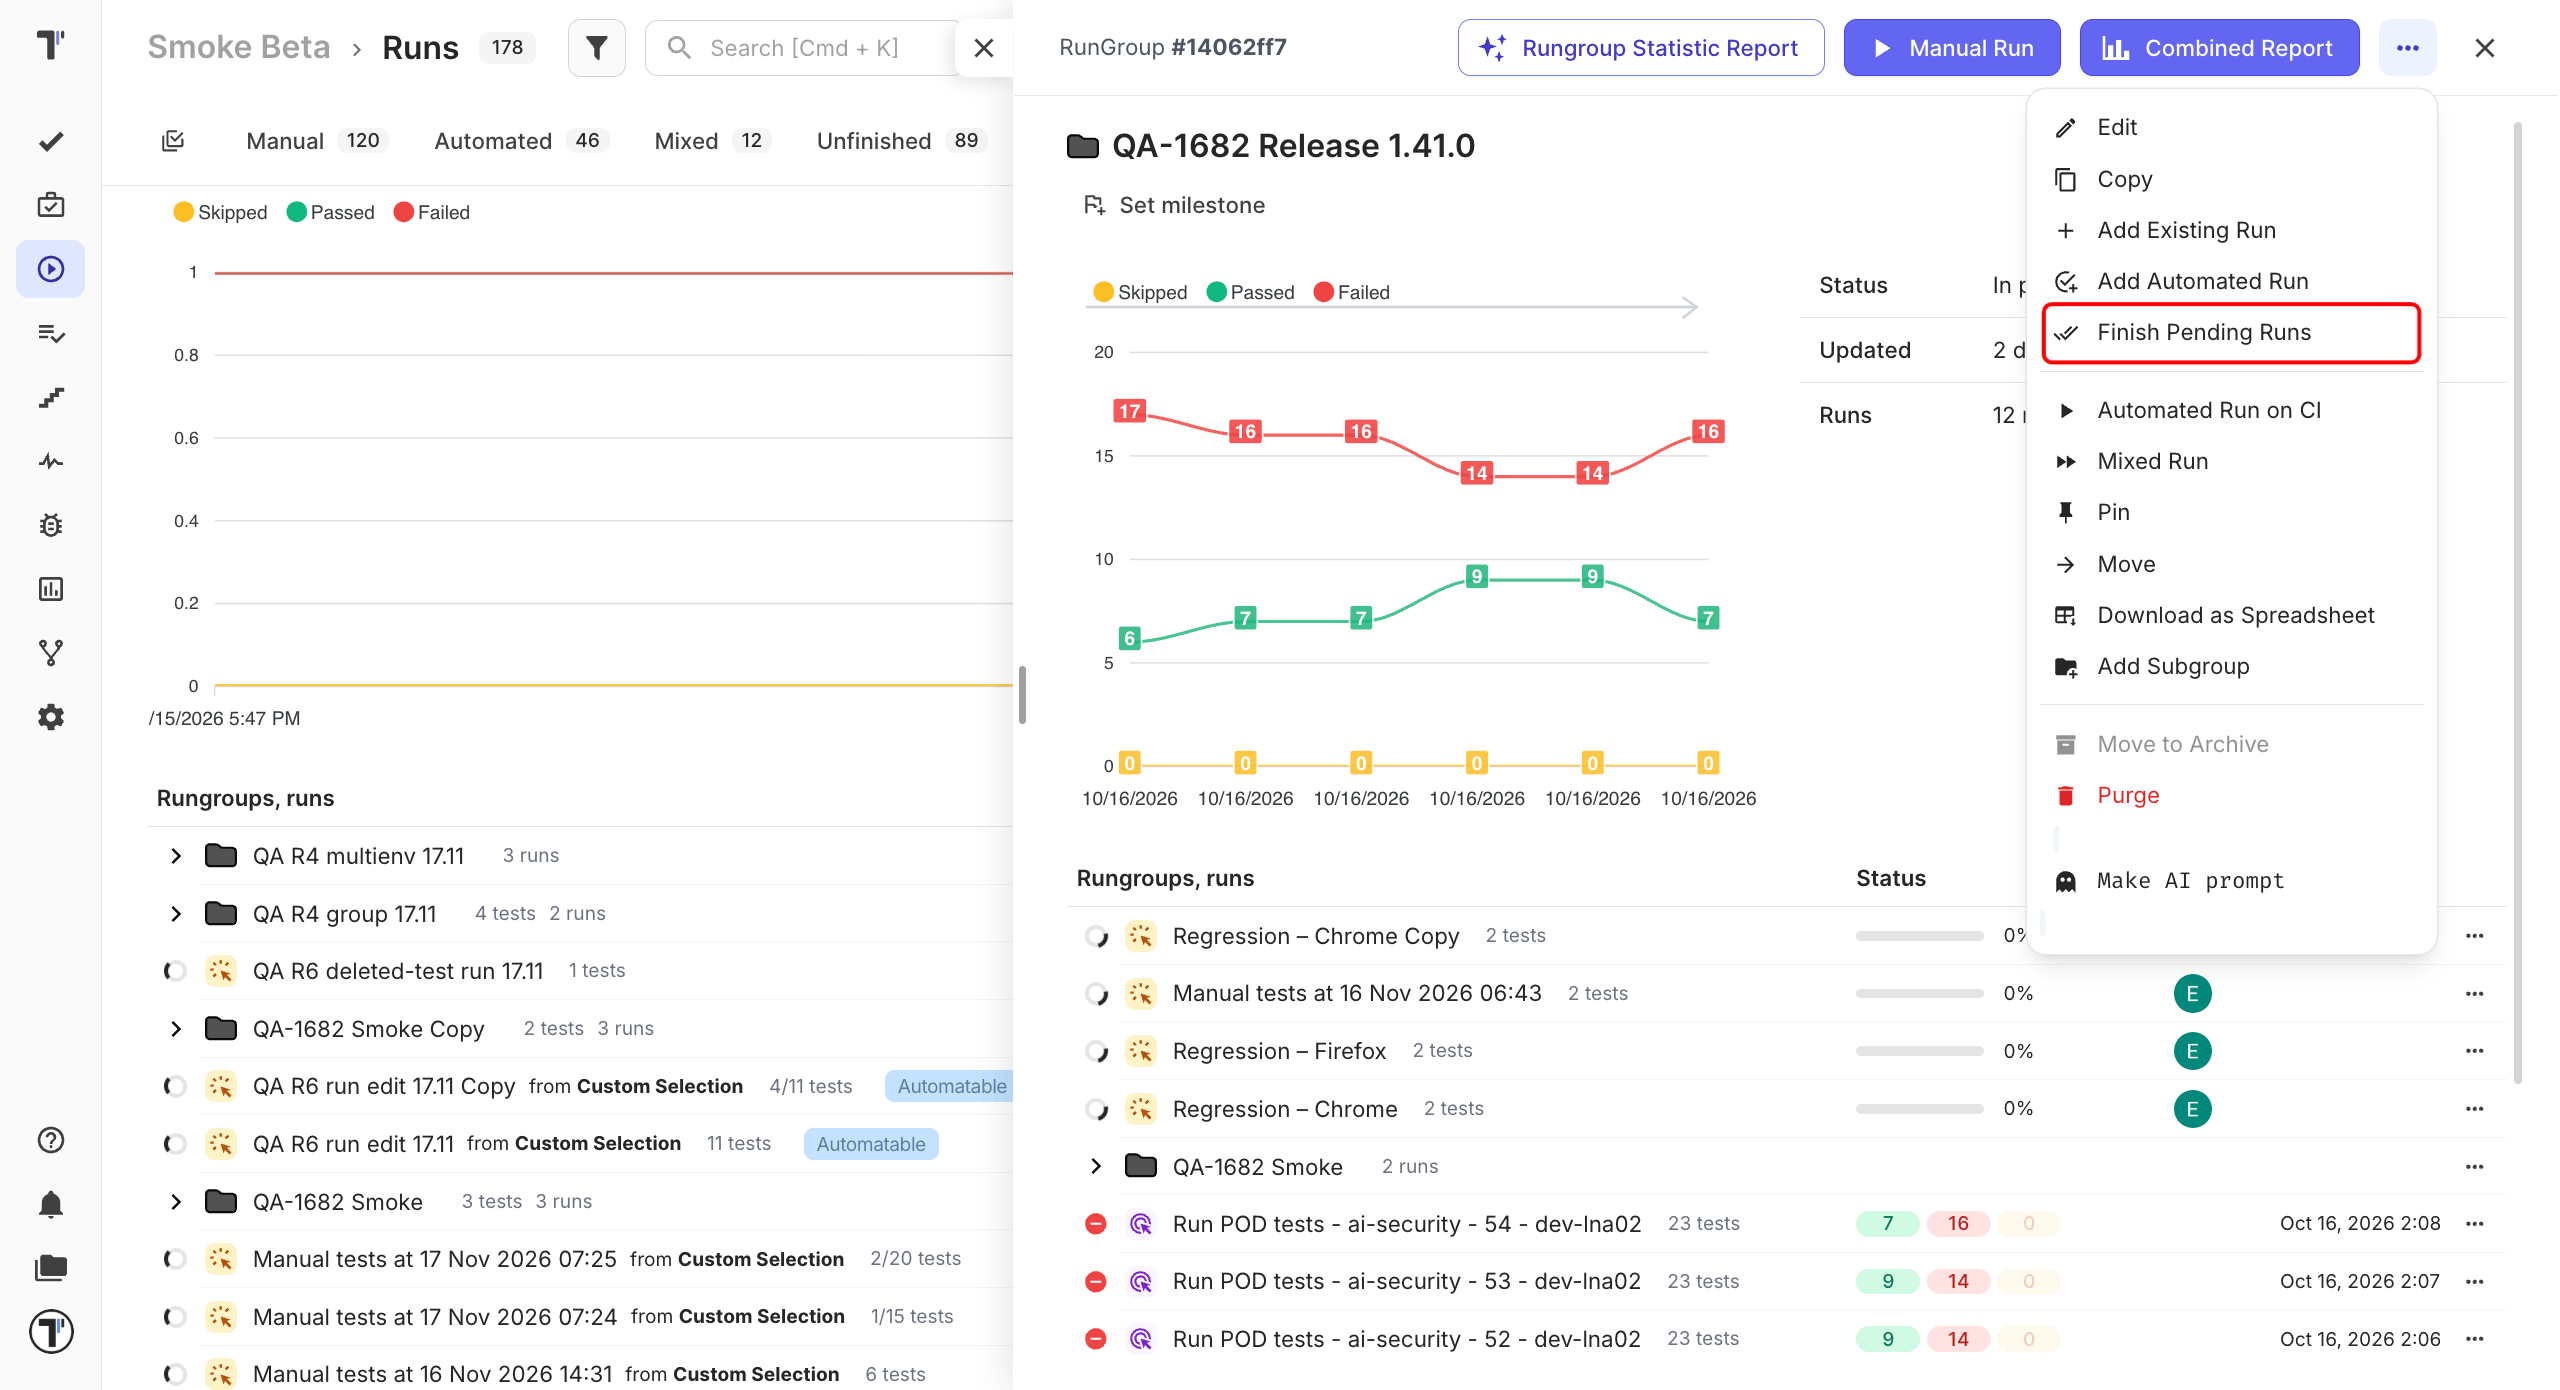 Smoke Beta › Runs 178
Search [Cmd + K]
Manual 120 Automated 46 Mixed 12 Unfinished 89
Skipped Passed Failed
1
0.8
0.6
0.4
0.2
0
/15/2026 5:47 PM
Rungroups, runs
QA R4 multienv 17.11 3 runs
QA R4 group 17.11 4 tests 2 runs
QA R6 deleted-test run 17.11 1 tests
QA-1682 Smoke Copy 2 tests 3 runs
QA R6 run edit 17.11 Copy from Custom Selection 4/11 tests Automatable
QA R6 run edit 17.11 from Custom Selection 11 tests Automatable
QA-1682 Smoke 3 tests 3 runs
Manual tests at 17 Nov 2026 07:25 from Custom Selection 2/20 tests
Manual tests at 17 Nov 2026 07:24 from Custom Selection 1/15 tests
Manual tests at 16 Nov 2026 14:31 from Custom Selection 6 tests
RunGroup #14062ff7
Rungroup Statistic Report
Manual Run
Combined Report
QA-1682 Release 1.41.0
Set milestone
Skipped Passed Failed
20
15
10
5
0
17 16 16 14 14 16
6 7 7 9 9 7
0 0 0 0 0 0
10/16/2026 10/16/2026 10/16/2026 10/16/2026 10/16/2026 10/16/2026
Status In p
Updated 2 d
Runs 12 r
Edit
Copy
Add Existing Run
Add Automated Run
Finish Pending Runs
Automated Run on CI
Mixed Run
Pin
Move
Download as Spreadsheet
Add Subgroup
Move to Archive
Purge
Make AI prompt
Rungroups, runs Status
Regression – Chrome Copy 2 tests 0%
Manual tests at 16 Nov 2026 06:43 2 tests 0% E
Regression – Firefox 2 tests 0% E
Regression – Chrome 2 tests 0% E
QA-1682 Smoke 2 runs
Run POD tests - ai-security - 54 - dev-lna02 23 tests 7 16 0 Oct 16, 2026 2:08
Run POD tests - ai-security - 53 - dev-lna02 23 tests 9 14 0 Oct 16, 2026 2:07
Run POD tests - ai-security - 52 - dev-lna02 23 tests 9 14 0 Oct 16, 2026 2:06